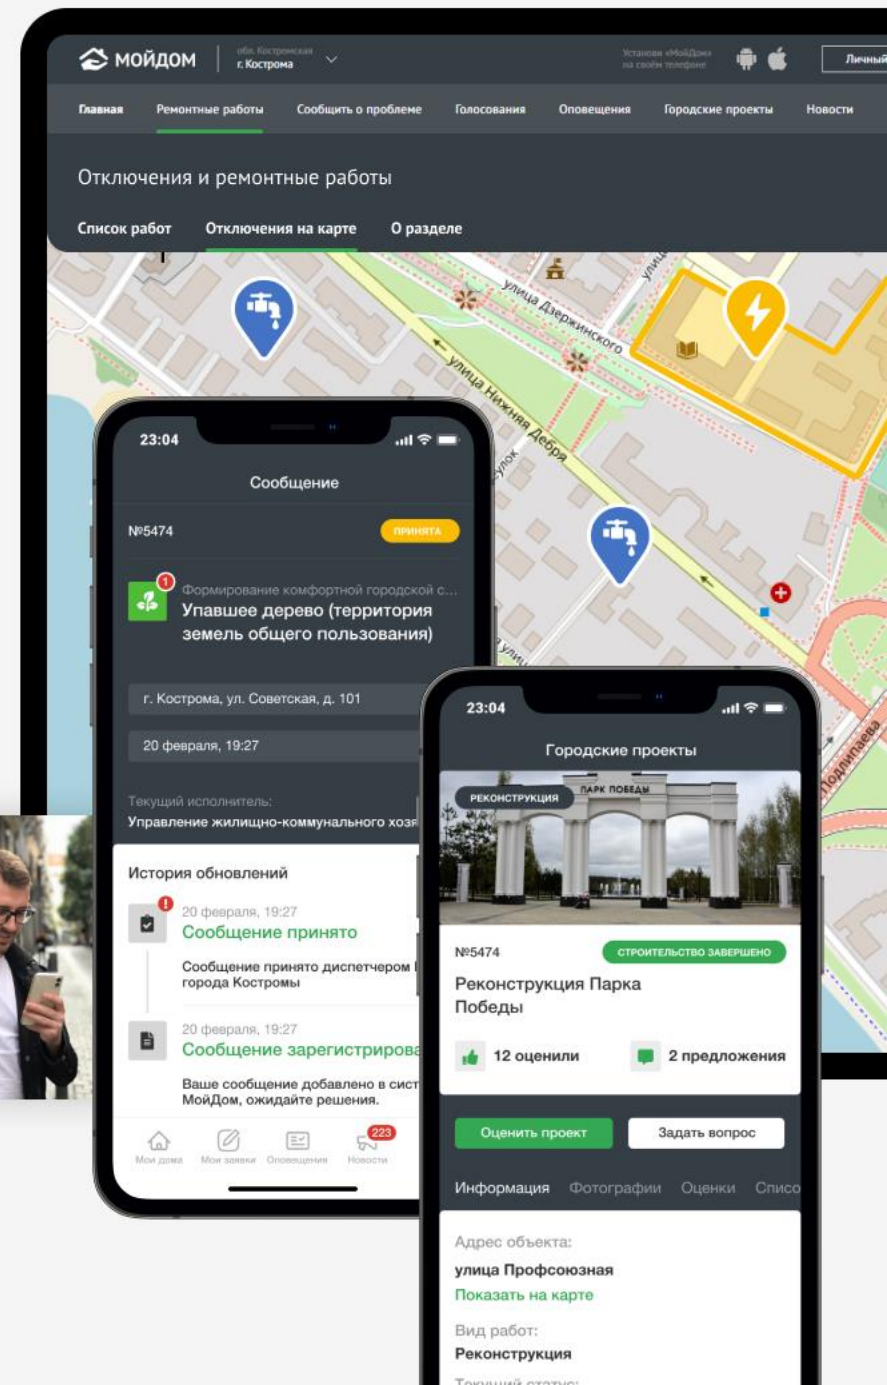 МОЙДОМ
обл. Костромская
г. Кострома
Установи «МойДом»
на своём телефоне
Личный
Главная
Ремонтные работы
Сообщить о проблеме
Голосования
Оповещения
Городские проекты
Новости
Отключения и ремонтные работы
Список работ
Отключения на карте
О разделе
улица Дзержинского
улица Нижняя Дебря
Подлипаева
23:04
Сообщение
№5474
ПРИНЯТА
1
Формирование комфортной городской с...
Упавшее дерево (территория
земель общего пользования)
г. Кострома, ул. Советская, д. 101
20 февраля, 19:27
Текущий исполнитель:
Управление жилищно-коммунального хозя
История обновлений
20 февраля, 19:27
Сообщение принято
Сообщение принято диспетчером
города Костромы
20 февраля, 19:27
Сообщение зарегистрирова
Ваше сообщение добавлено в сист
МойДом, ожидайте решения.
223
Мои дома
Мои заявки
Оповещения
Новости
23:04
Городские проекты
РЕКОНСТРУКЦИЯ
ПАРК ПОБЕДЫ
№5474
СТРОИТЕЛЬСТВО ЗАВЕРШЕНО
Реконструкция Парка
Победы
12 оценили
2 предложения
Оценить проект
Задать вопрос
Информация
Фотографии
Оценки
Списо
Адрес объекта:
улица Профсоюзная
Показать на карте
Вид работ:
Реконструкция
Текущий статус: